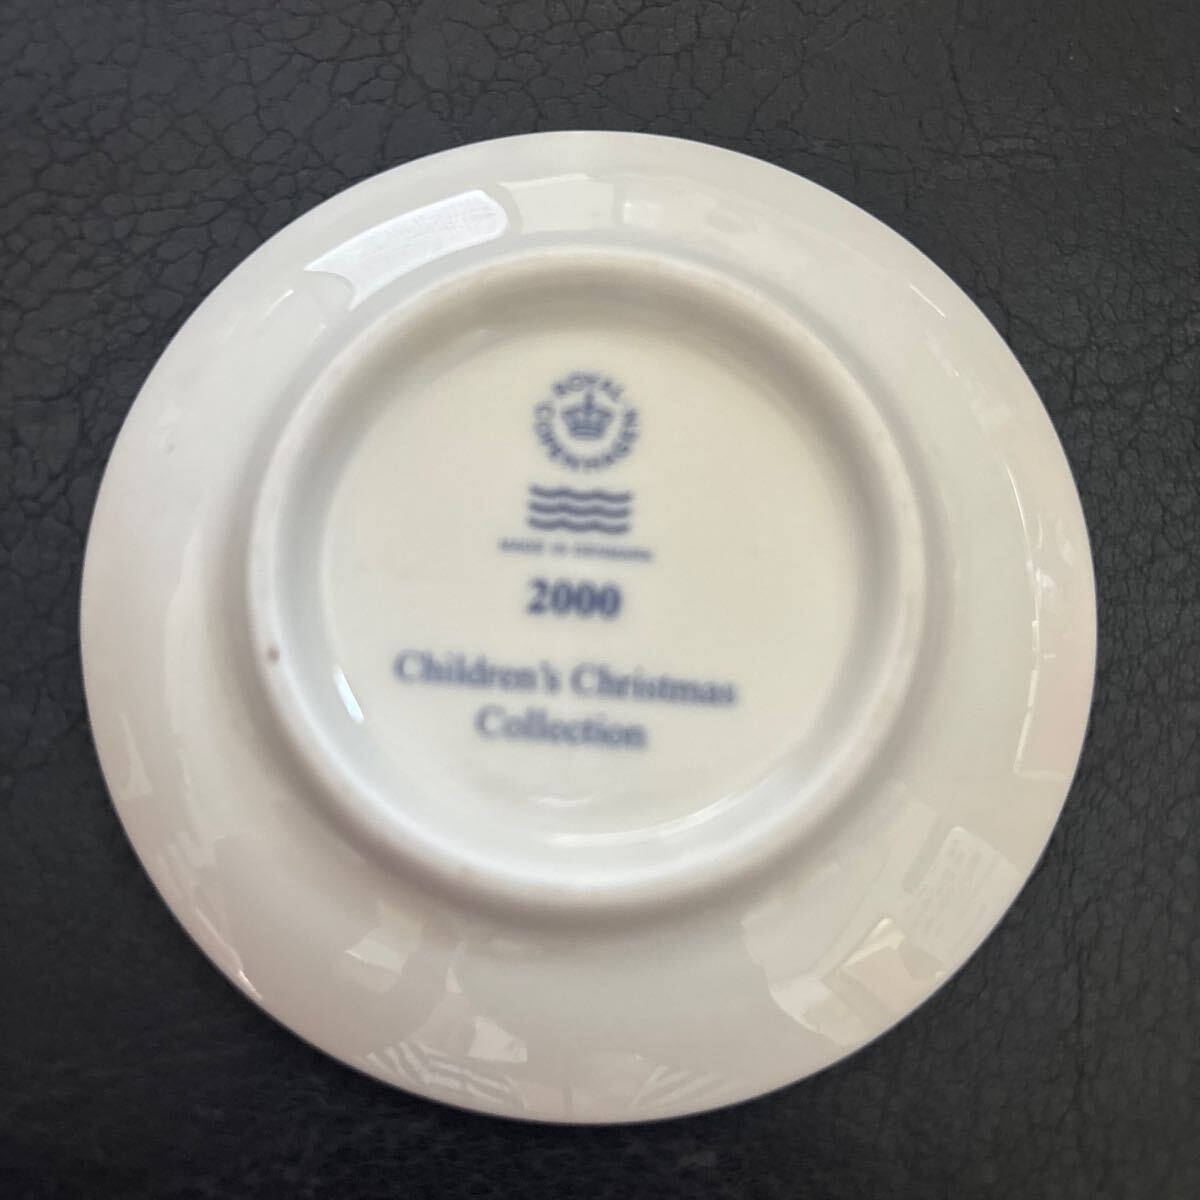 ROYAL COPENHAGEN
MADE IN DENMARK
2000
Children's Christmas
Collection